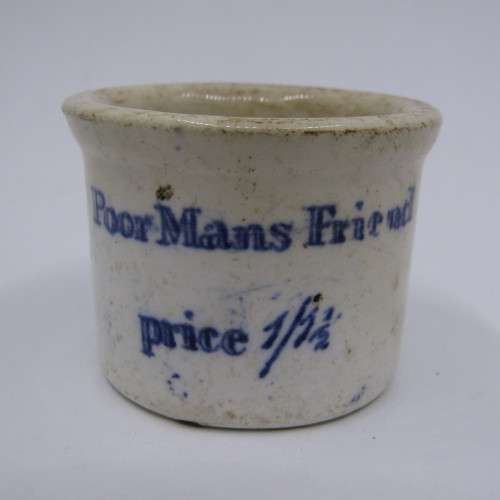 Poor Mans Friend
price 1/1½